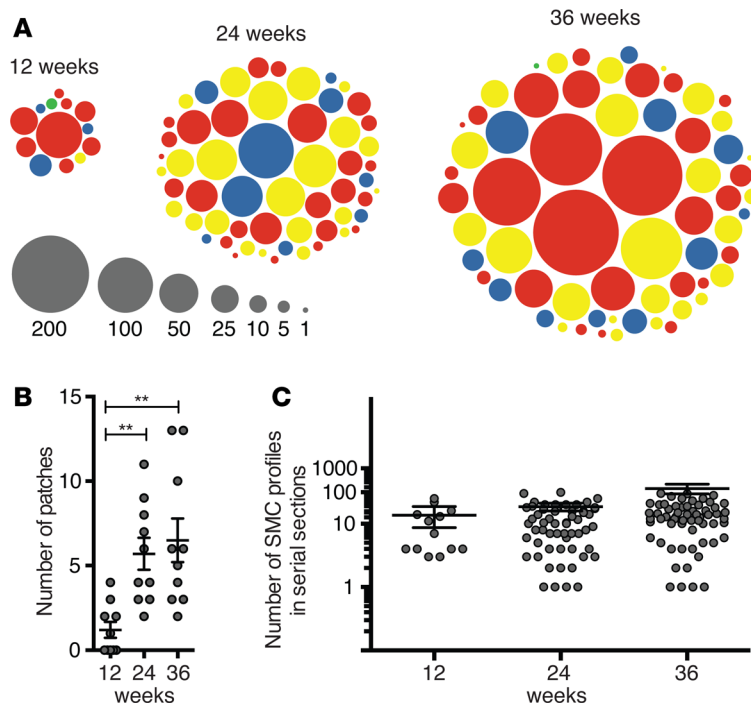 A
12 weeks
24 weeks
36 weeks
200 100 50 25 10 5 1
B
Number of patches
15
10
5
0
**
**
12 24 36
weeks
C
Number of SMC profiles
in serial sections
1000
100
10
1
12 24 36
weeks